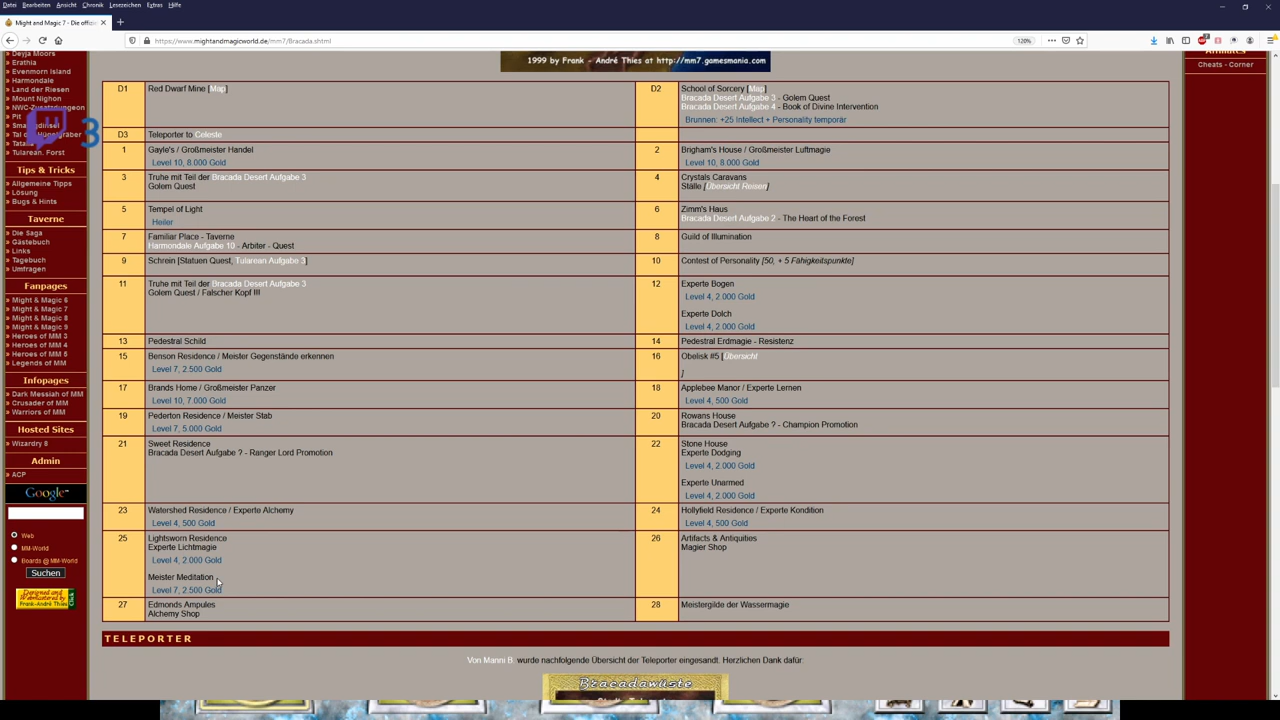 Datei Bearbeiten Ansicht Chronik Lesezeichen Extras Hilfe
Might and Magic 7 - Die offizi
https://www.mightandmagicworld.de/mm7/Bracada.shtml
120%
1999 by Frank - André Thies at http://mm7.gamesmania.com
Affiliates
Cheats - Corner
» Deyja Moors
» Erathia
» Evenmorn Island
» Harmondale
» Land der Riesen
» Mount Nighon
» NWC-Zusatzdungeon
» Pit
3
» Tularean. Forst
Tips & Tricks
» Allgemeine Tipps
» Lösung
» Bugs & Hints
Taverne
» Die Saga
» Gästebuch
» Links
» Tagebuch
» Umfragen
Fanpages
» Might & Magic 6
» Might & Magic 7
» Might & Magic 8
» Might & Magic 9
» Heroes of MM 3
» Heroes of MM 4
» Heroes of MM 5
» Legends of MM
Infopages
» Dark Messiah of MM
» Crusader of MM
» Warriors of MM
Hosted Sites
» Wizardry 8
Admin
» ACP
Google
Web
MM-World
Boards @ MM-World
Suchen
Designed and
Webmastered by
Frank-André Thies
Click !
D1 Red Dwarf Mine [Map]
D2 School of Sorcery [Map]
Bracada Desert Aufgabe 3 - Golem Quest
Bracada Desert Aufgabe 4 - Book of Divine Intervention
Brunnen: +25 Intellect + Personality temporär
D3 Teleporter to Celeste
1 Gayle's / Großmeister Handel
Level 10, 8.000 Gold
2 Brigham's House / Großmeister Luftmagie
Level 10, 8.000 Gold
3 Truhe mit Teil der Bracada Desert Aufgabe 3
Golem Quest
4 Crystals Caravans
Ställe [Übersicht Reisen]
5 Tempel of Light
Heiler
6 Zimm's Haus
Bracada Desert Aufgabe 2 - The Heart of the Forest
7 Familiar Place - Taverne
Harmondale Aufgabe 10 - Arbiter - Quest
8 Guild of Illumination
9 Schrein [Statuen Quest, Tularean Aufgabe 3]
10 Contest of Personality [50, + 5 Fähigkeitspunkte]
11 Truhe mit Teil der Bracada Desert Aufgabe 3
Golem Quest / Falscher Kopf !!!
12 Experte Bogen
Level 4, 2.000 Gold
Experte Dolch
Level 4, 2.000 Gold
13 Pedestral Schild
14 Pedestral Erdmagie - Resistenz
15 Benson Residence / Meister Gegenstände erkennen
Level 7, 2.500 Gold
16 Obelisk #5 [Übersicht
]
17 Brands Home / Großmeister Panzer
Level 10, 7.000 Gold
18 Applebee Manor / Experte Lernen
Level 4, 500 Gold
19 Pederton Residence / Meister Stab
Level 7, 5.000 Gold
20 Rowans House
Bracada Desert Aufgabe ? - Champion Promotion
21 Sweet Residence
Bracada Desert Aufgabe ? - Ranger Lord Promotion
22 Stone House
Experte Dodging
Level 4, 2.000 Gold
Experte Unarmed
Level 4, 2.000 Gold
23 Watershed Residence / Experte Alchemy
Level 4, 500 Gold
24 Hollyfield Residence / Experte Kondition
Level 4, 500 Gold
25 Lightsworn Residence
Experte Lichtmagie
Level 4, 2.000 Gold
Meister Meditation
Level 7, 2.500 Gold
26 Artifacts & Antiquities
Magier Shop
27 Edmonds Ampules
Alchemy Shop
28 Meistergilde der Wassermagie
TELEPORTER
Von Manni B. wurde nachfolgende Übersicht der Teleporter eingesandt. Herzlichen Dank dafür:
Bracadawüste